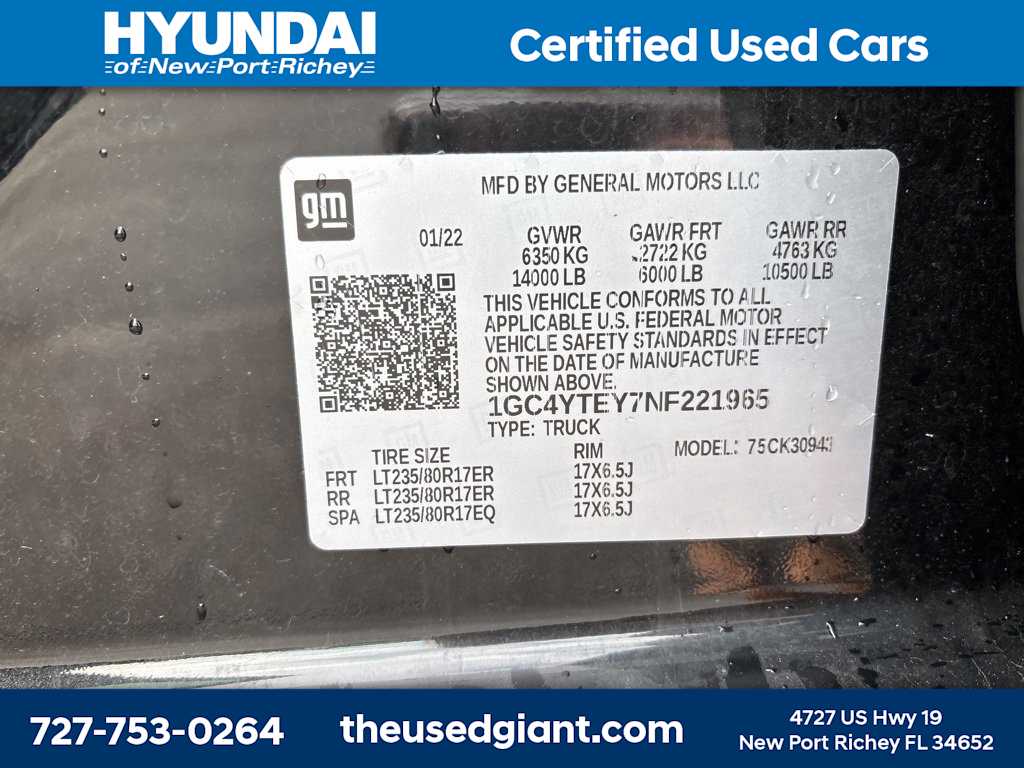 HYUNDAI
of New Port Richey
Certified Used Cars
gm
MFD BY GENERAL MOTORS LLC
01/22
GVWR GAWR FRT GAWR RR
6350 KG 2722 KG 4763 KG
14000 LB 6000 LB 10500 LB
THIS VEHICLE CONFORMS TO ALL
APPLICABLE U.S. FEDERAL MOTOR
VEHICLE SAFETY STANDARDS IN EFFECT
ON THE DATE OF MANUFACTURE
SHOWN ABOVE.
1GC4YTEY7NF221965
TYPE: TRUCK
TIRE SIZE RIM MODEL: 75CK30943
FRT LT235/80R17ER 17X6.5J
RR LT235/80R17ER 17X6.5J
SPA LT235/80R17EQ 17X6.5J
727-753-0264
theusedgiant.com
4727 US Hwy 19
New Port Richey FL 34652